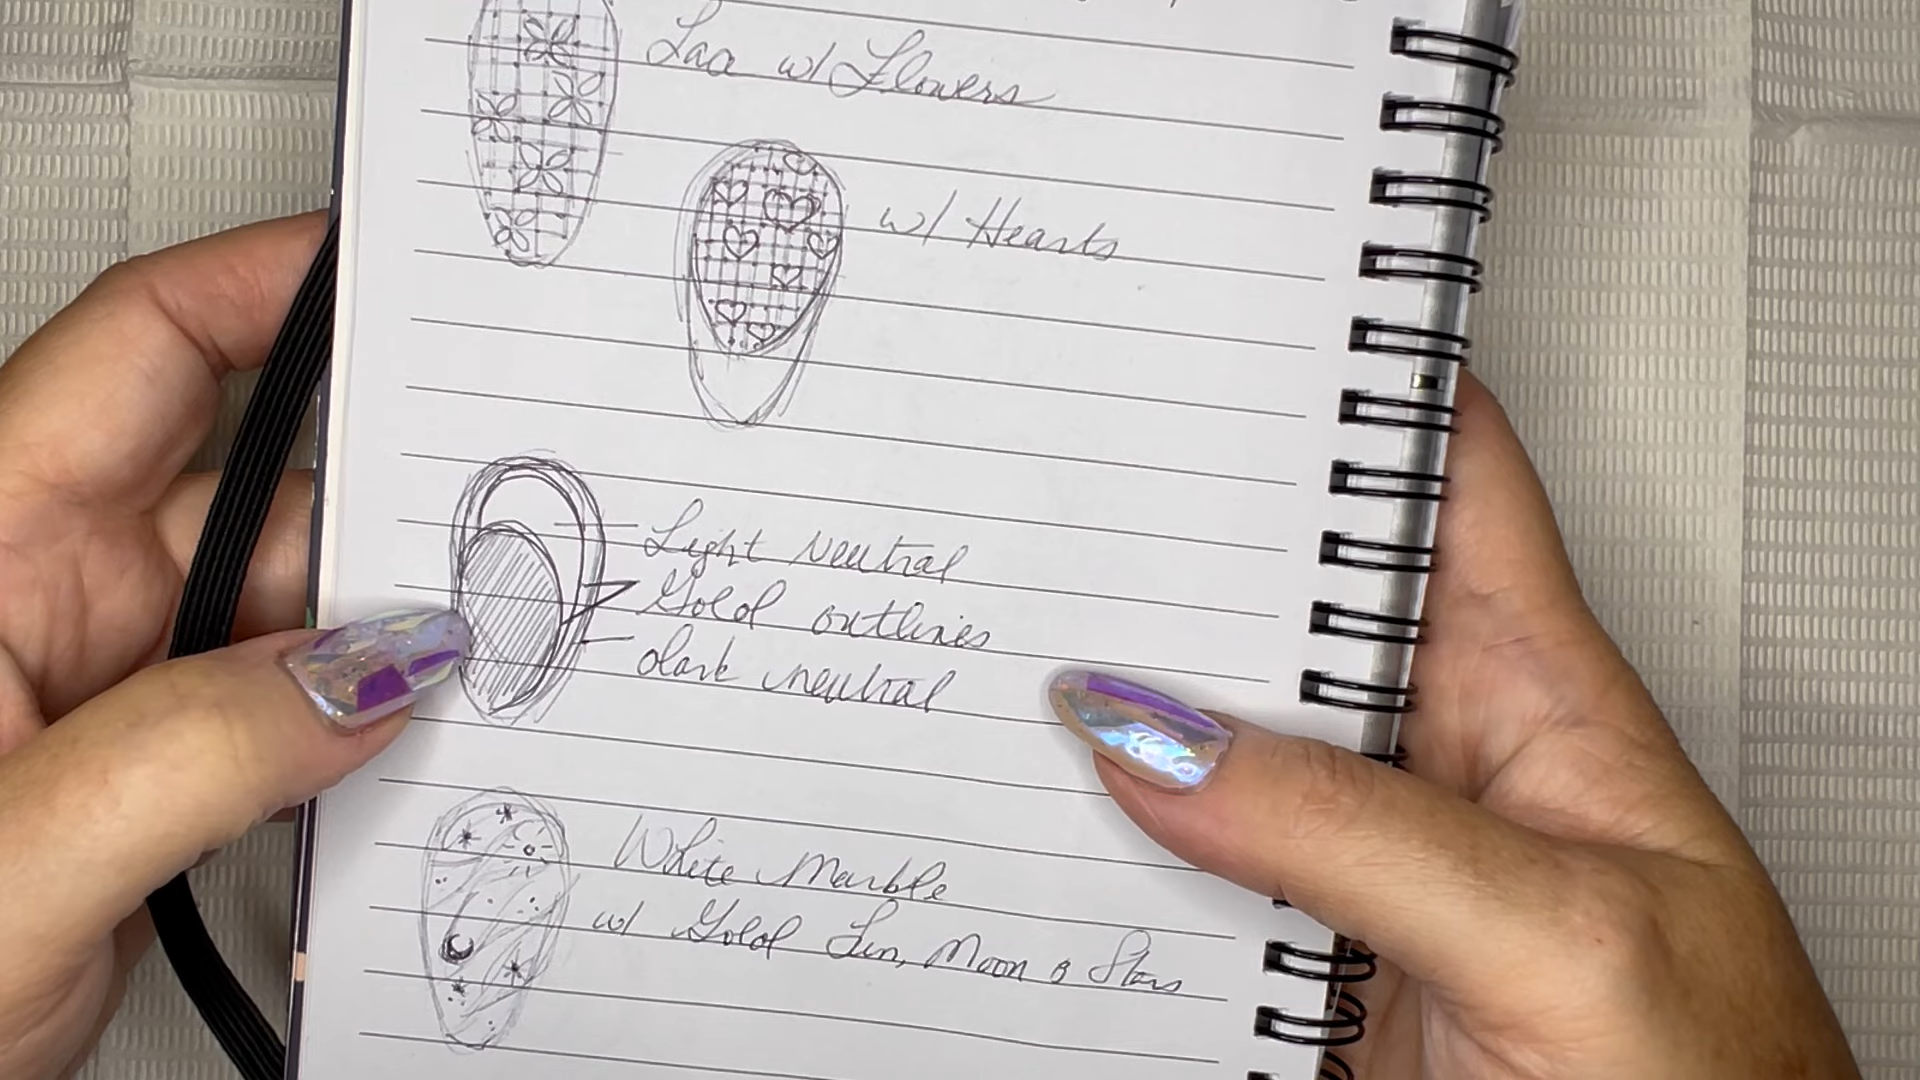 Lace w/ Flowers
w/ Hearts
Light Neutral
Gold outlines
dark neutral
White Marble
w/ Gold Sun, Moon & Stars